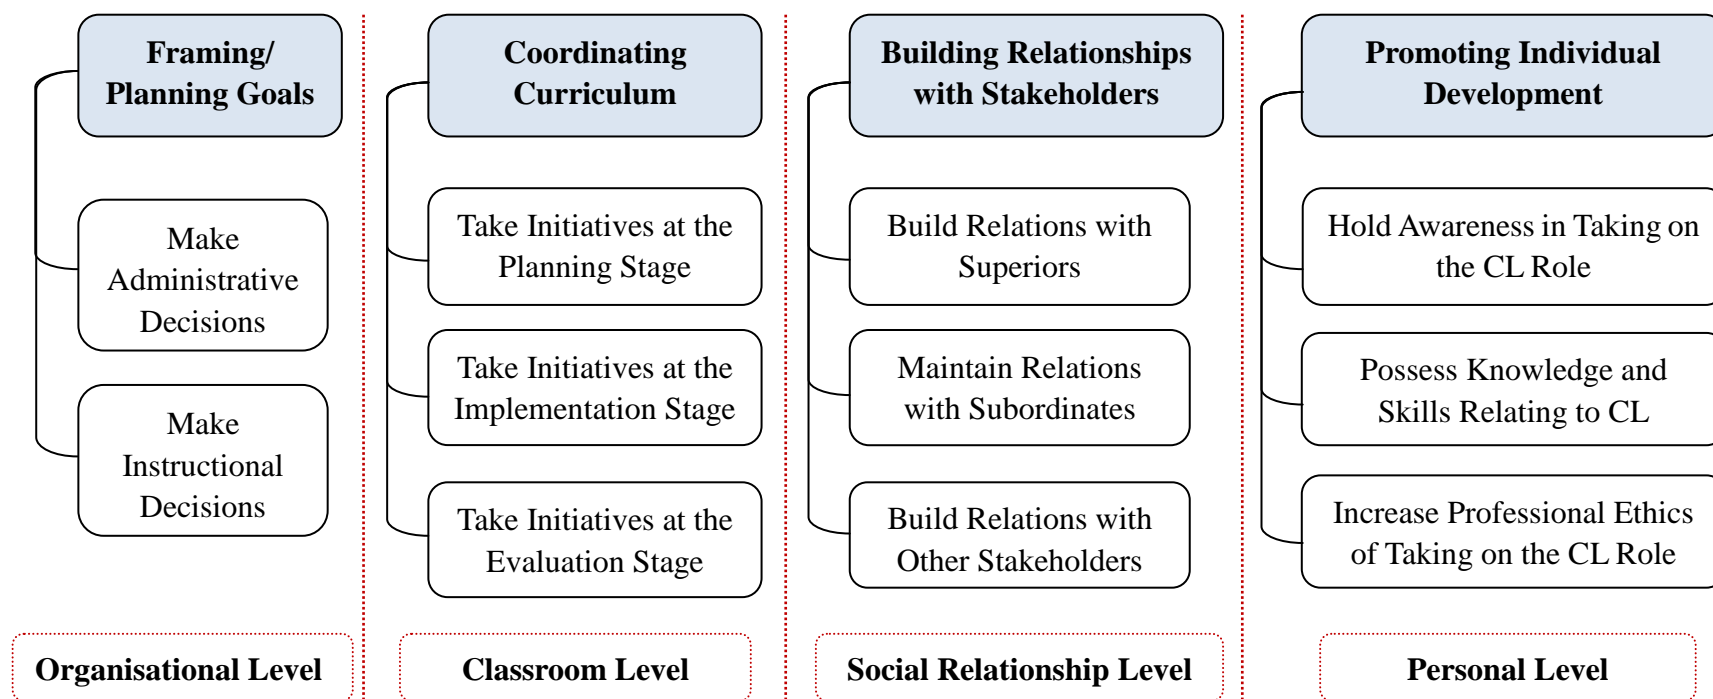 Framing/
Planning Goals
Make
Administrative
Decisions
Make
Instructional
Decisions
Organisational Level
Coordinating
Curriculum
Take Initiatives at the
Planning Stage
Take Initiatives at the
Implementation Stage
Take Initiatives at the
Evaluation Stage
Classroom Level
Building Relationships
with Stakeholders
Build Relations with
Superiors
Maintain Relations
with Subordinates
Build Relations with
Other Stakeholders
Social Relationship Level
Promoting Individual
Development
Hold Awareness in Taking on
the CL Role
Possess Knowledge and
Skills Relating to CL
Increase Professional Ethics
of Taking on the CL Role
Personal Level